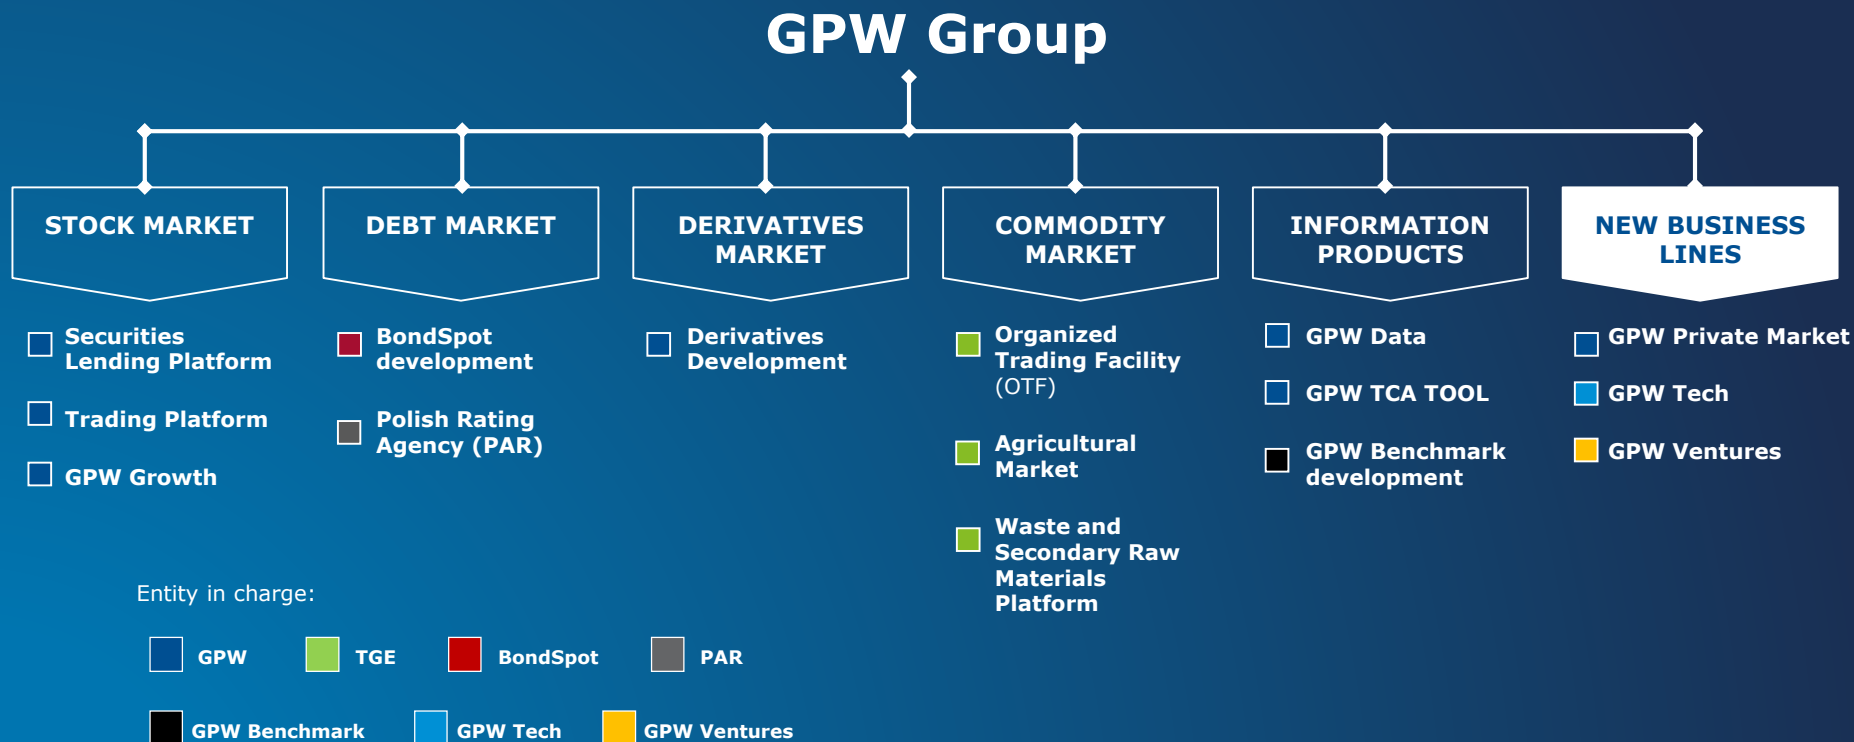 GPW Group
STOCK MARKET
DEBT MARKET
DERIVATIVES
MARKET
COMMODITY
MARKET
INFORMATION
PRODUCTS
NEW BUSINESS
LINES
Securities
Lending Platform
Trading Platform
GPW Growth
BondSpot
development
Polish Rating
Agency (PAR)
Derivatives
Development
Organized
Trading Facility
(OTF)
Agricultural
Market
Waste and
Secondary Raw
Materials
Platform
GPW Data
GPW TCA TOOL
GPW Benchmark
development
GPW Private Market
GPW Tech
GPW Ventures
Entity in charge:
GPW
TGE
BondSpot
PAR
GPW Benchmark
GPW Tech
GPW Ventures